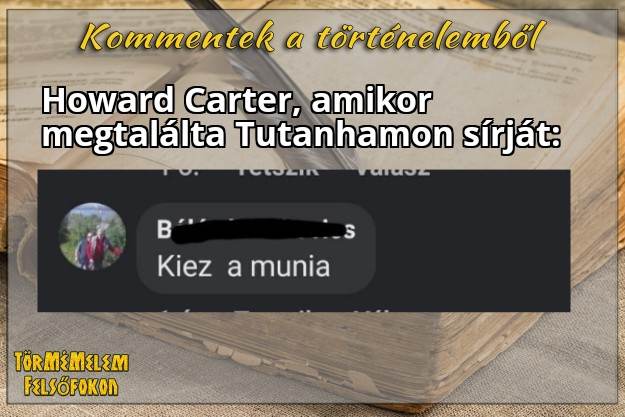 Kommentek a történelemből
Howard Carter, amikor
megtalálta Tutanhamon sírját:
Tetszik Válasz
Kiez a munia
TörMéMelem
Felsőfokon